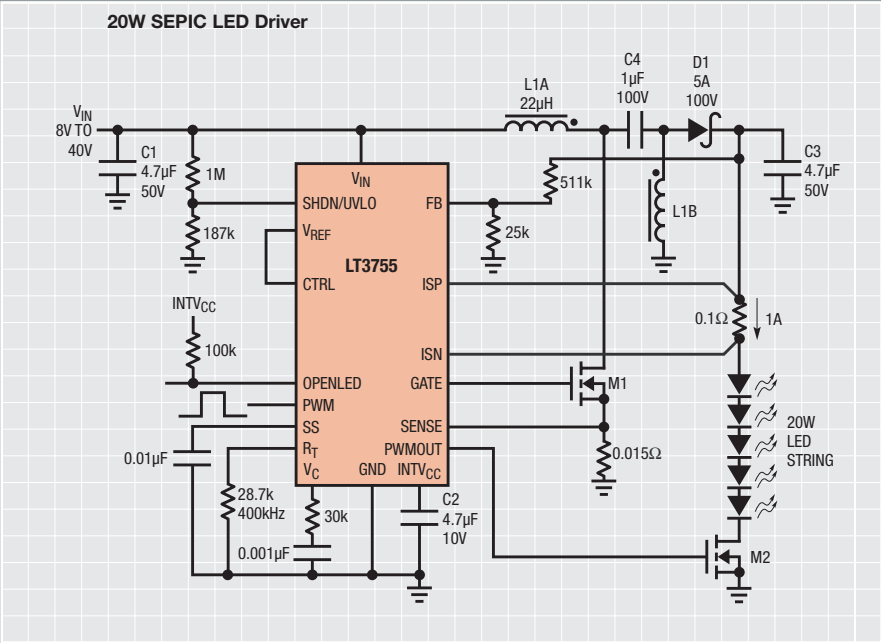 20W SEPIC LED Driver
VIN
8V TO
40V
C1
4.7µF
50V
1M
187k
L1A
22µH
C4
1µF
100V
D1
5A
100V
C3
4.7µF
50V
L1B
511k
25k
VIN
SHDN/UVLO
FB
VREF
LT3755
CTRL
ISP
ISN
INTVCC
100k
0.1Ω
1A
OPENLED
GATE
M1
PWM
SS
SENSE
RT
PWMOUT
VC
GND
INTVCC
0.015Ω
20W
LED
STRING
0.01µF
28.7k
400kHz
30k
0.001µF
C2
4.7µF
10V
M2